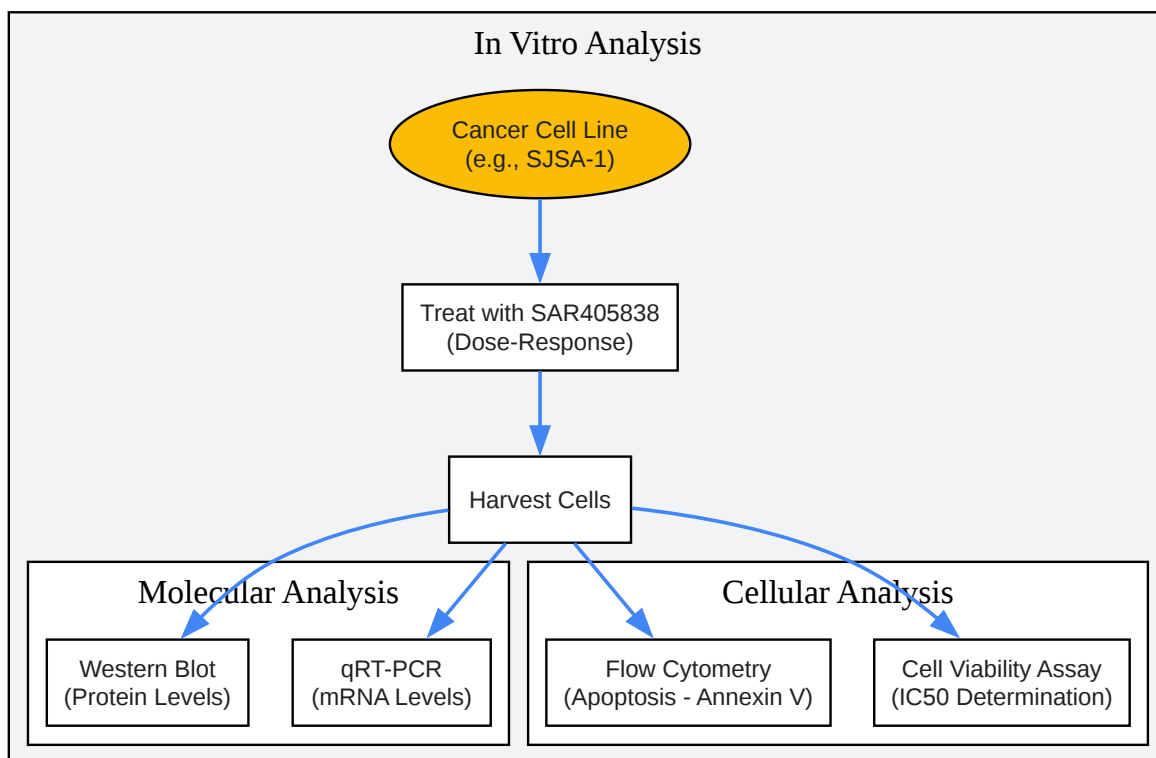 In Vitro Analysis
Cancer Cell Line
(e.g., SJSA-1)
Treat with SAR405838
(Dose-Response)
Harvest Cells
Molecular Analysis
Western Blot
(Protein Levels)
qRT-PCR
(mRNA Levels)
Cellular Analysis
Flow Cytometry
(Apoptosis - Annexin V)
Cell Viability Assay
(IC50 Determination)